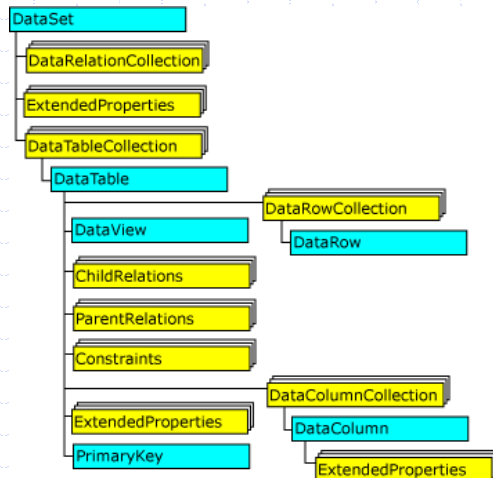 DataSet
DataRelationCollection
ExtendedProperties
DataTableCollection
DataTable
DataRowCollection
DataView
DataRow
ChildRelations
ParentRelations
Constraints
DataColumnCollection
ExtendedProperties
DataColumn
PrimaryKey
ExtendedProperties